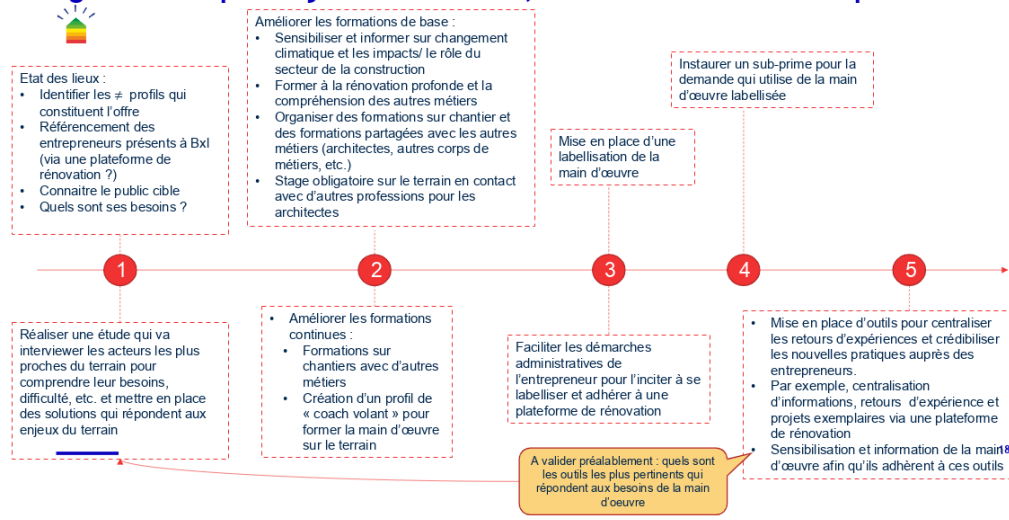 Etat des lieux :
• Identifier les ≠ profils qui
constituent l'offre
• Référencement des
entrepreneurs présents à Bxl
(via une plateforme de
rénovation ?)
• Connaitre le public cible
• Quels sont ses besoins ?
Améliorer les formations de base :
• Sensibiliser et informer sur changement
climatique et les impacts/ le rôle du
secteur de la construction
• Former à la rénovation profonde et la
compréhension des autres métiers
• Organiser des formations sur chantier et
des formations partagées avec les autres
métiers (architectes, autres corps de
métiers, etc.)
• Stage obligatoire sur le terrain en contact
avec d'autres professions pour les
architectes
Mise en place d'une
labellisation de la
main d'œuvre
Instaurer un sub-prime pour la
demande qui utilise de la main
d'œuvre labellisée
1
2
3
4
5
Réaliser une étude qui va
interviewer les acteurs les plus
proches du terrain pour
comprendre leur besoins,
difficulté, etc. et mettre en place
des solutions qui répondent aux
enjeux du terrain
• Améliorer les formations
continues :
• Formations sur
chantiers avec d'autres
métiers
• Création d'un profil de
« coach volant » pour
former la main d'œuvre
sur le terrain
Faciliter les démarches
administratives de
l'entrepreneur pour l'inciter à se
labelliser et adhérer à une
plateforme de rénovation
• Mise en place d'outils pour centraliser
les retours d'expériences et crédibiliser
les nouvelles pratiques auprès des
entrepreneurs.
• Par exemple, centralisation
d'informations, retours d'expérience et
projets exemplaires via une plateforme
de rénovation
• Sensibilisation et information de la main
d'œuvre afin qu'ils adhèrent à ces outils
18
A valider préalablement : quels sont
les outils les plus pertinents qui
répondent aux besoins de la main
d'oeuvre